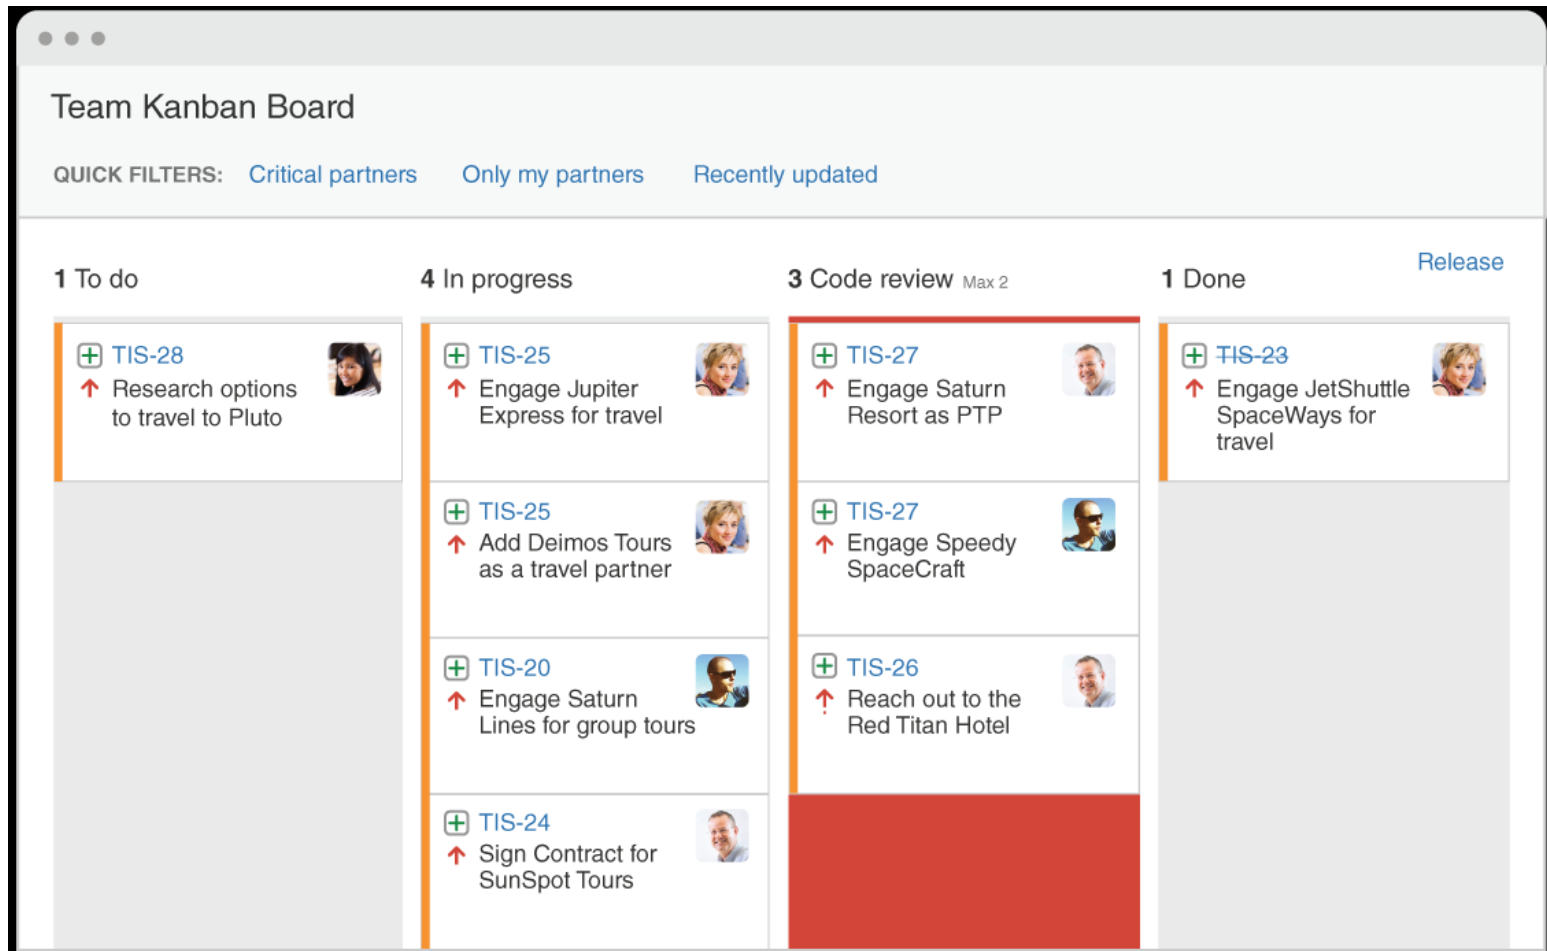 Team Kanban Board
QUICK FILTERS: Critical partners Only my partners Recently updated
Release
1 To do
TIS-28
Research options
to travel to Pluto
4 In progress
TIS-25
Engage Jupiter
Express for travel
TIS-25
Add Deimos Tours
as a travel partner
TIS-20
Engage Saturn
Lines for group tours
TIS-24
Sign Contract for
SunSpot Tours
3 Code review Max 2
TIS-27
Engage Saturn
Resort as PTP
TIS-27
Engage Speedy
SpaceCraft
TIS-26
Reach out to the
Red Titan Hotel
1 Done
TIS-23
Engage JetShuttle
SpaceWays for
travel